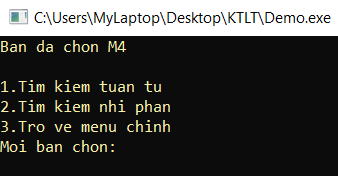 C:\Users\MyLaptop\Desktop\KTLT\Demo.exe
Ban da chon M4
1.Tim kiem tuan tu
2.Tim kiem nhi phan
3.Tro ve menu chinh
Moi ban chon: